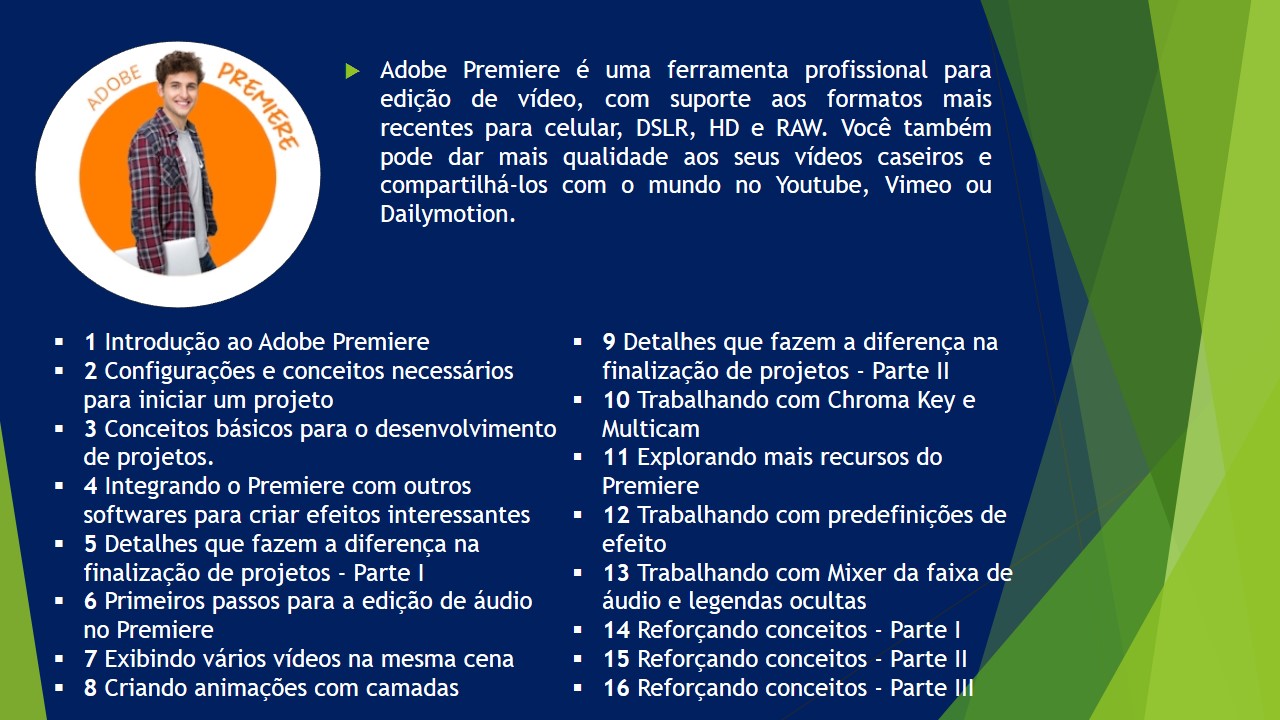 ADOBE PREMIERE
Adobe Premiere é uma ferramenta profissional para
edição de vídeo, com suporte aos formatos mais
recentes para celular, DSLR, HD e RAW. Você também
pode dar mais qualidade aos seus vídeos caseiros e
compartilhá-los com o mundo no Youtube, Vimeo ou
Dailymotion.
1 Introdução ao Adobe Premiere
2 Configurações e conceitos necessários
para iniciar um projeto
3 Conceitos básicos para o desenvolvimento
de projetos.
4 Integrando o Premiere com outros
softwares para criar efeitos interessantes
5 Detalhes que fazem a diferença na
finalização de projetos - Parte I
6 Primeiros passos para a edição de áudio
no Premiere
7 Exibindo vários vídeos na mesma cena
8 Criando animações com camadas
9 Detalhes que fazem a diferença na
finalização de projetos - Parte II
10 Trabalhando com Chroma Key e
Multicam
11 Explorando mais recursos do
Premiere
12 Trabalhando com predefinições de
efeito
13 Trabalhando com Mixer da faixa de
áudio e legendas ocultas
14 Reforçando conceitos - Parte I
15 Reforçando conceitos - Parte II
16 Reforçando conceitos - Parte III